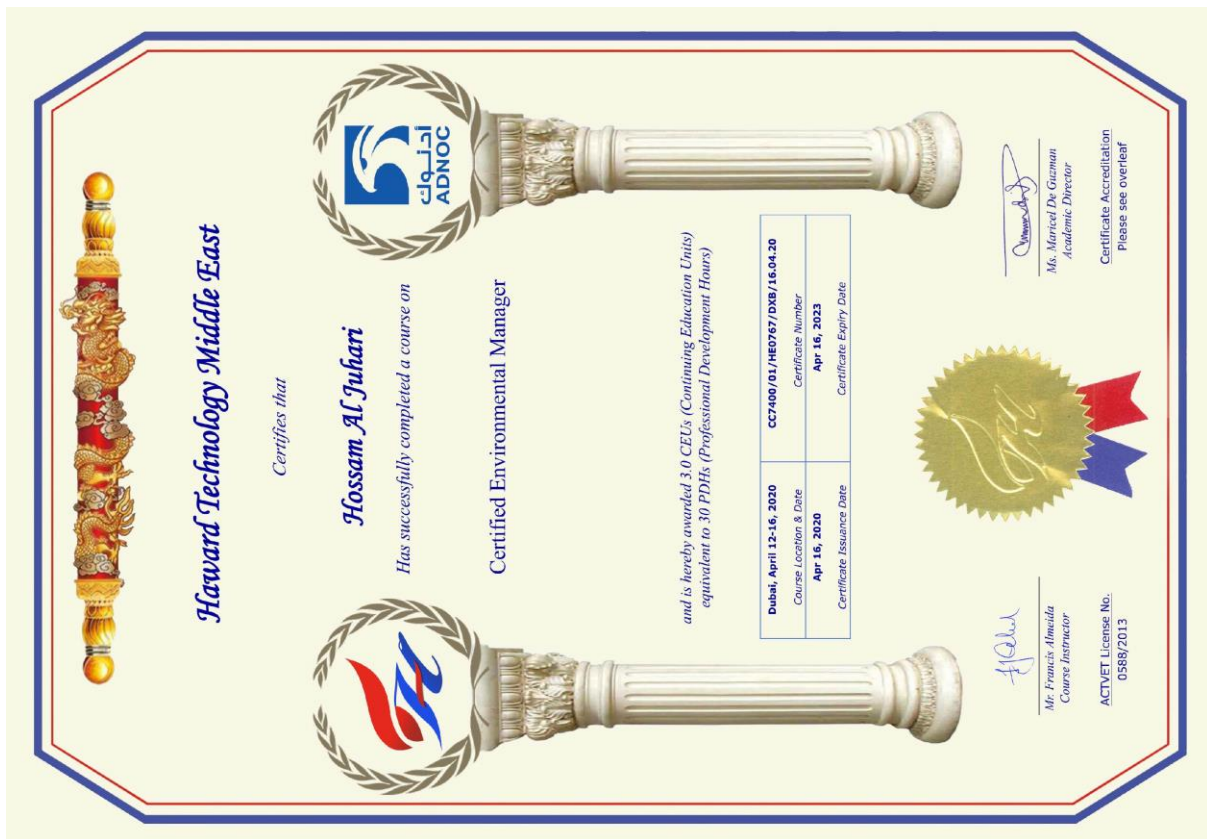 Haward Technology Middle East
Certifies that
أدنوك
ADNOC
Hossam Al Juhari
Has successfully completed a course on
Certified Environmental Manager
and is hereby awarded 3.0 CEUs (Continuing Education Units)
equivalent to 30 PDHs (Professional Development Hours)
Dubai, April 12-16, 2020
CC7400/01/HE0767/DXB/16.04.20
Course Location & Date
Certificate Number
Apr 16, 2020
Apr 16, 2023
Certificate Issuance Date
Certificate Expiry Date
Mr. Francis Almeida
Course Instructor
Ms. Maricel De Guzman
Academic Director
ACTVET License No.
0588/2013
Certificate Accreditation
Please see overleaf